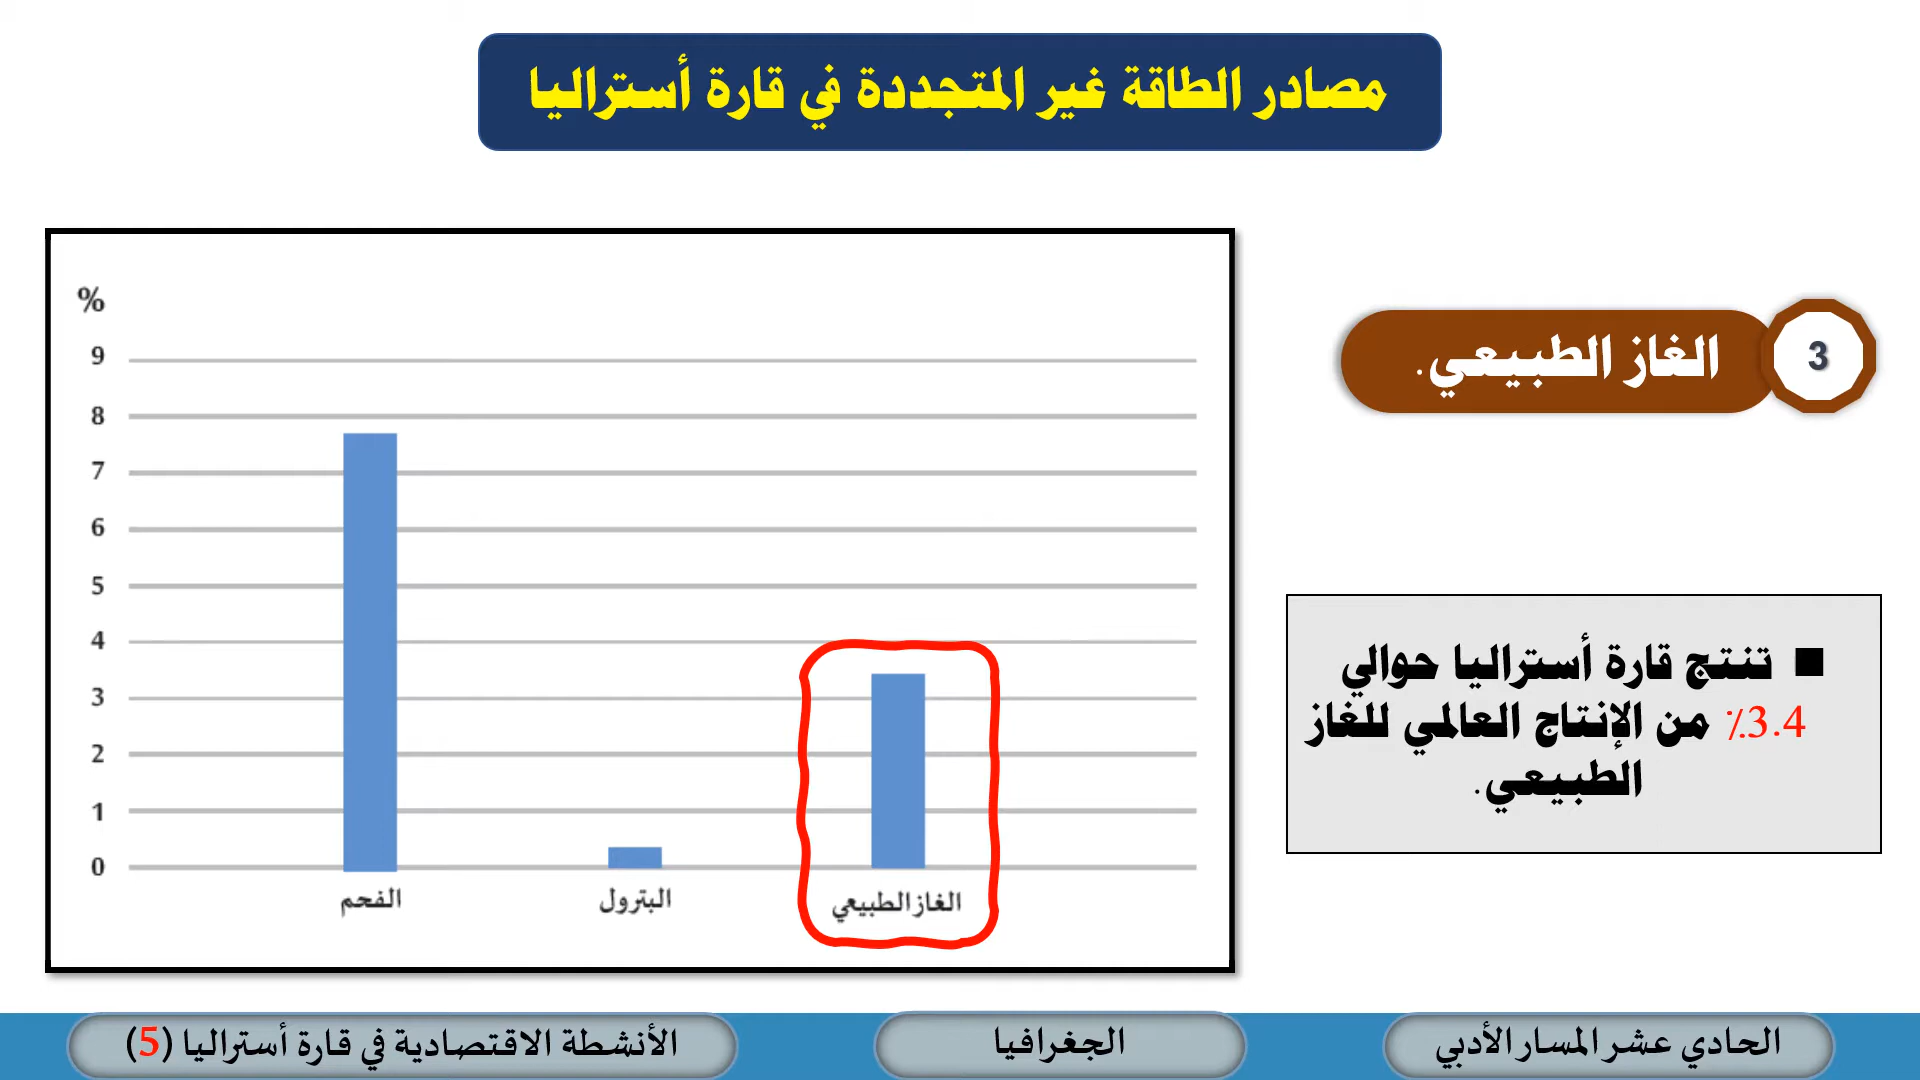 مصادر الطاقة غير المتجددة في قارة أستراليا
3
الغاز الطبيعي.
■ تنتج قارة أستراليا حوالي
3.4٪ من الإنتاج العالمي للغاز
الطبيعي.
%
9
8
7
6
5
4
3
2
1
0
الفحم
البترول
الغاز الطبيعي
الحادي عشر المسار الأدبي
الجغرافيا
الأنشطة الاقتصادية في قارة أستراليا (5)